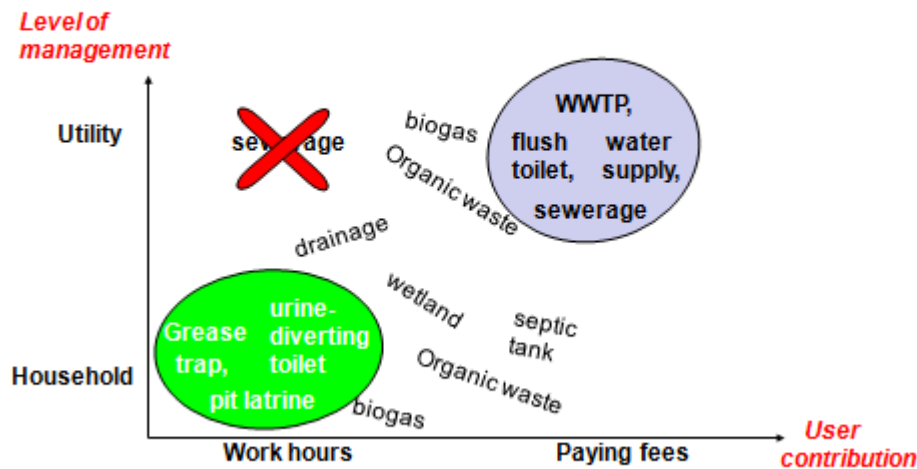 Level of
management
Utility
sewerage
biogas
Organic waste
WWTP,
flush water
toilet, supply,
sewerage
drainage
wetland
septic
tank
Organic waste
urine-
Grease diverting
trap, toilet
pit latrine
biogas
Household
Work hours
Paying fees
User
contribution